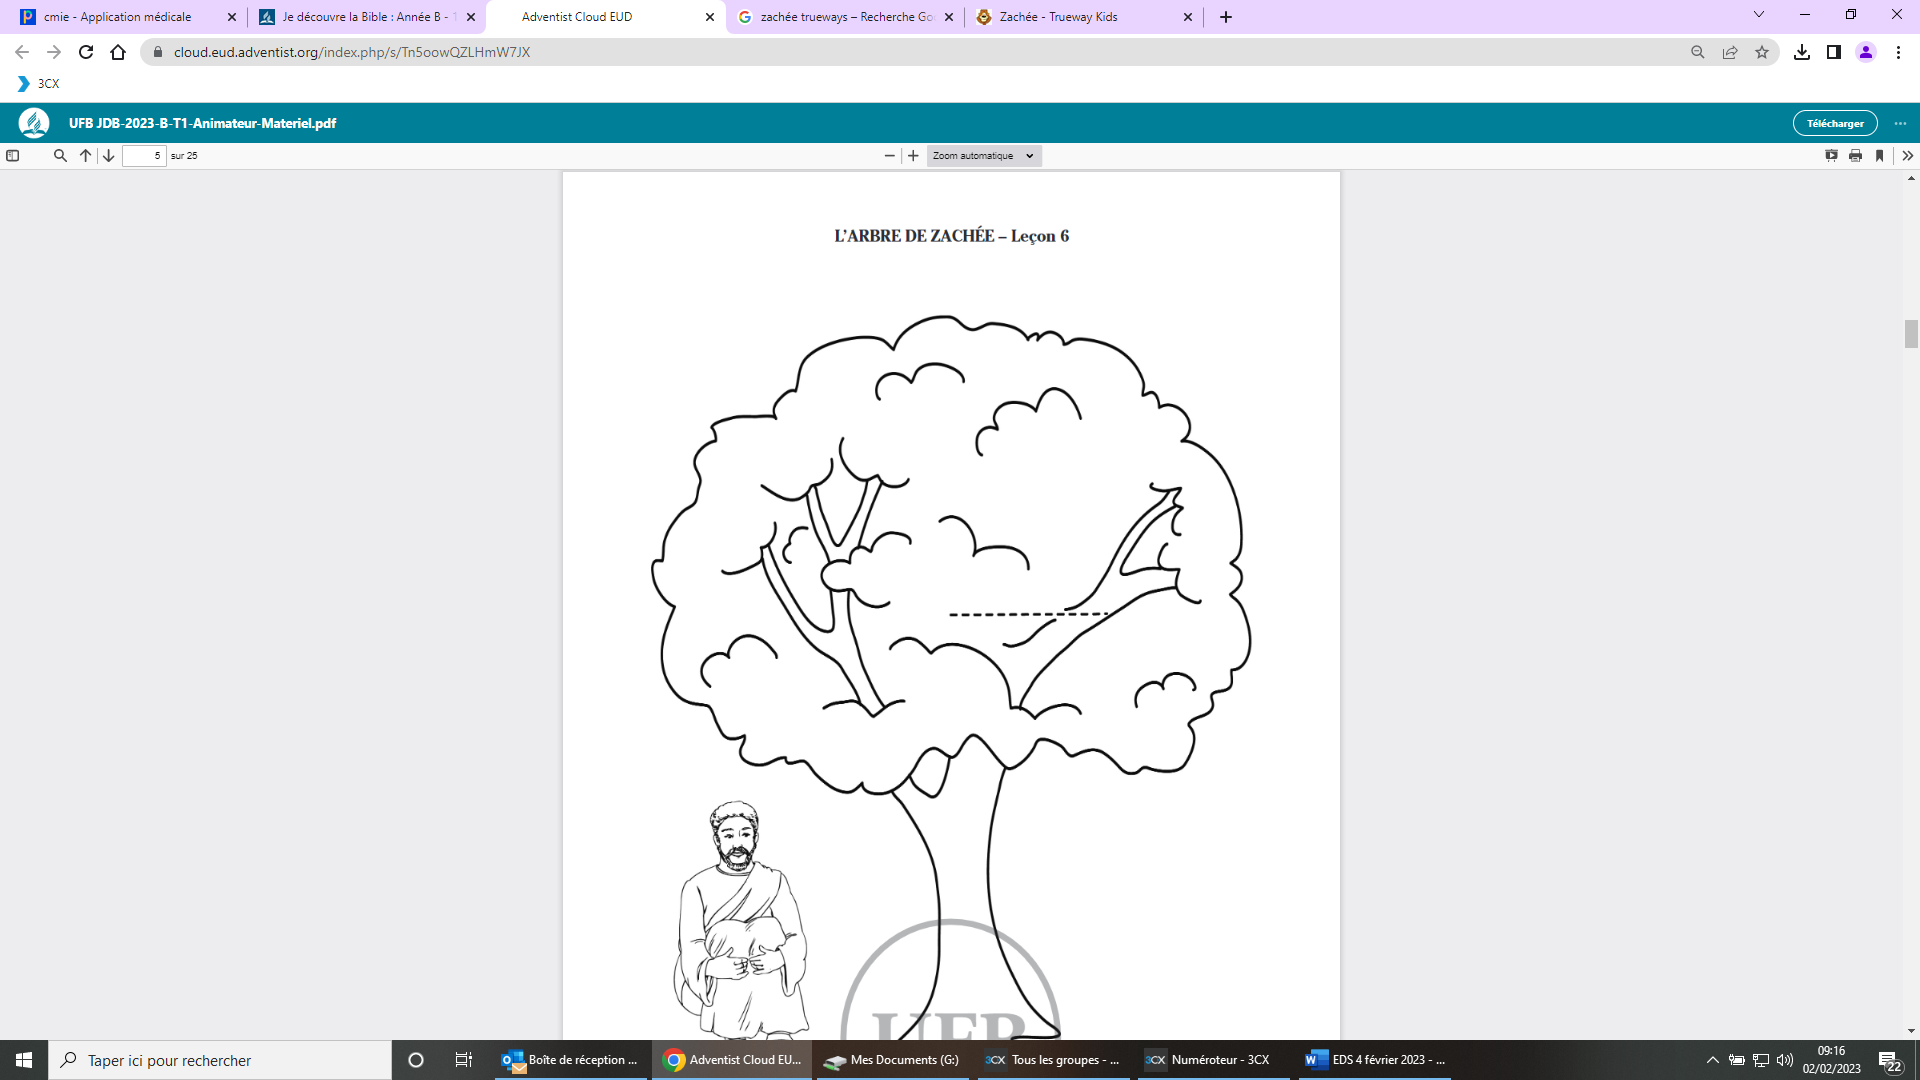 cmie - Application médicale
Je découvre la Bible : Année B -
Adventist Cloud EUD
zachée trueways – Recherche Go
Zachée - Trueway Kids
cloud.eud.adventist.org/index.php/s/Tn5oowQZLHmW7JX
3CX
UFB JDB-2023-B-T1-Animateur-Materiel.pdf
Télécharger
5 sur 25
Zoom automatique
L'ARBRE DE ZACHÉE – Leçon 6
UFB
Taper ici pour rechercher
Boîte de réception ...
Adventist Cloud EU...
Mes Documents (G:)
3CX Tous les groupes - ...
3CX Numéroteur - 3CX
EDS 4 février 2023 - ...
09:16
02/02/2023
22